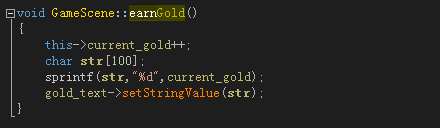 void GameScene::earnGold()
{
this->current_gold++;
char str[100];
sprintf(str,"%d",current_gold);
gold_text->setStringValue(str);
}